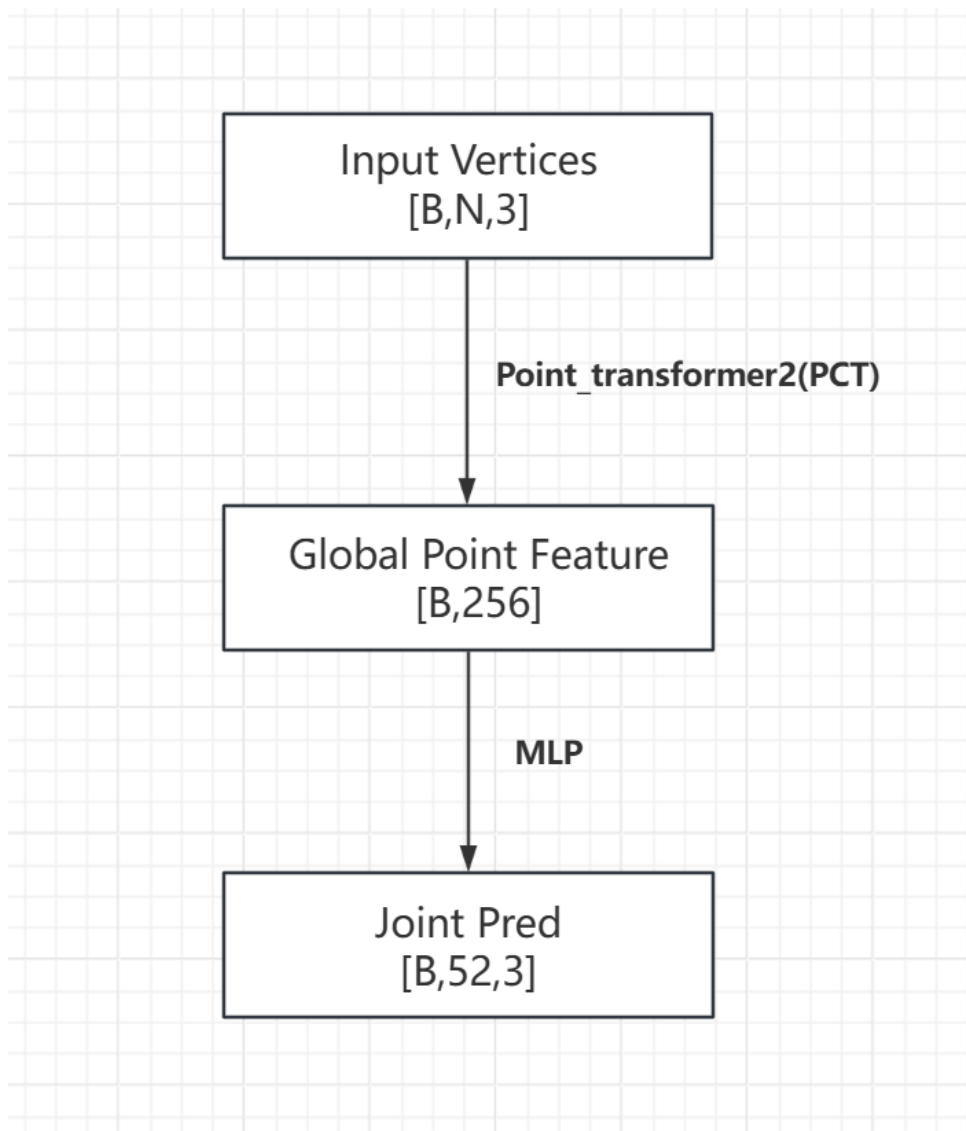 Input Vertices
[B,N,3]
Point_transformer2(PCT)
Global Point Feature
[B,256]
MLP
Joint Pred
[B,52,3]